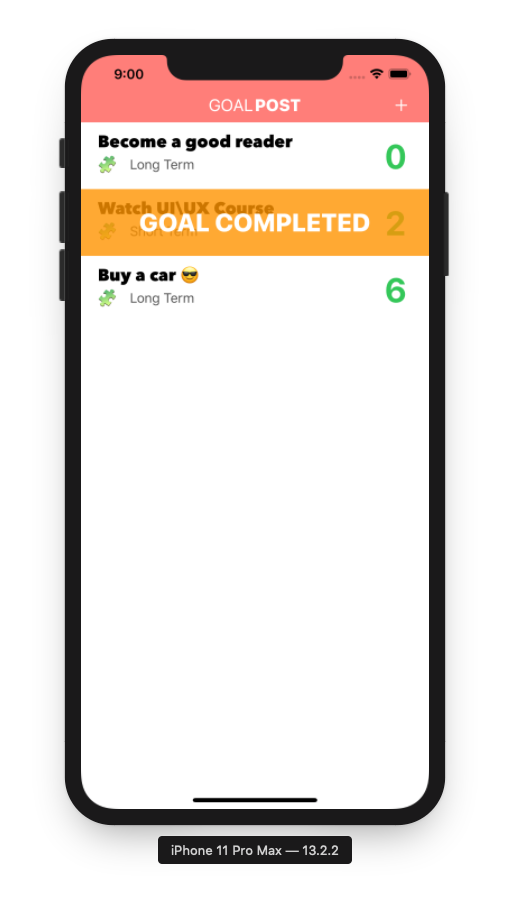 9:00
GOALPOST +
Become a good reader
Long Term
0
Watch UI\UX Course
Short Term
GOAL COMPLETED
2
Buy a car 😎
Long Term
6
iPhone 11 Pro Max — 13.2.2